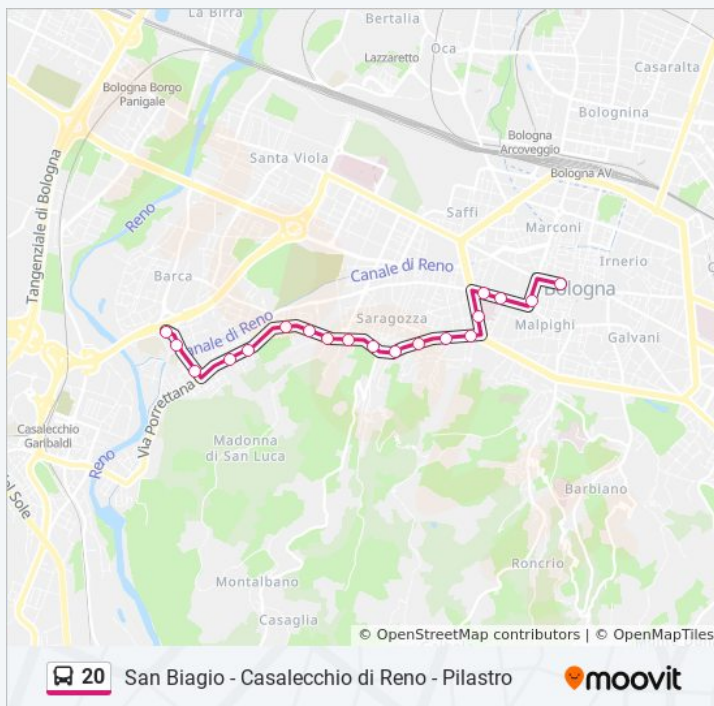 La Birra
Bertalia
Oca
Lazzaretto
Casaralta
Bologna Borgo
Panigale
Bolognina
Bologna
Arcoveggio
Santa Viola
Bologna AV
Tangenziale di Bologna
Reno
Saffi
Marconi
Irnerio
Barca
Canale di Reno
Bologna
Saragozza
Malpighi
Galvani
Canale di Reno
Via Porrettana
Casalecchio
Garibaldi
Madonna
di San Luca
Reno
Barbiano
Roncrio
Montalbano
Casaglia
© OpenStreetMap contributors | © OpenMapTiles
20 San Biagio - Casalecchio di Reno - Pilastro
moovit